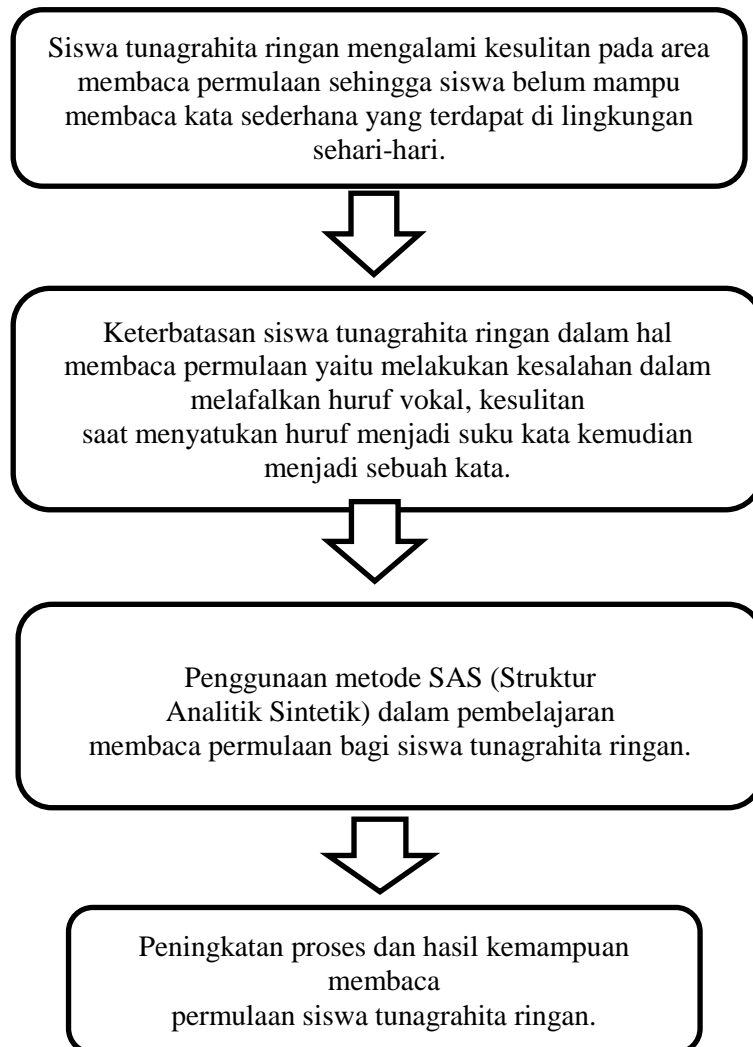 Siswa tunagrahita ringan mengalami kesulitan pada area
membaca permulaan sehingga siswa belum mampu
membaca kata sederhana yang terdapat di lingkungan
sehari-hari.
Keterbatasan siswa tunagrahita ringan dalam hal
membaca permulaan yaitu melakukan kesalahan dalam
melafalkan huruf vokal, kesulitan
saat menyatukan huruf menjadi suku kata kemudian
menjadi sebuah kata.
Penggunaan metode SAS (Struktur
Analitik Sintetik) dalam pembelajaran
membaca permulaan bagi siswa tunagrahita ringan.
Peningkatan proses dan hasil kemampuan
membaca
permulaan siswa tunagrahita ringan.